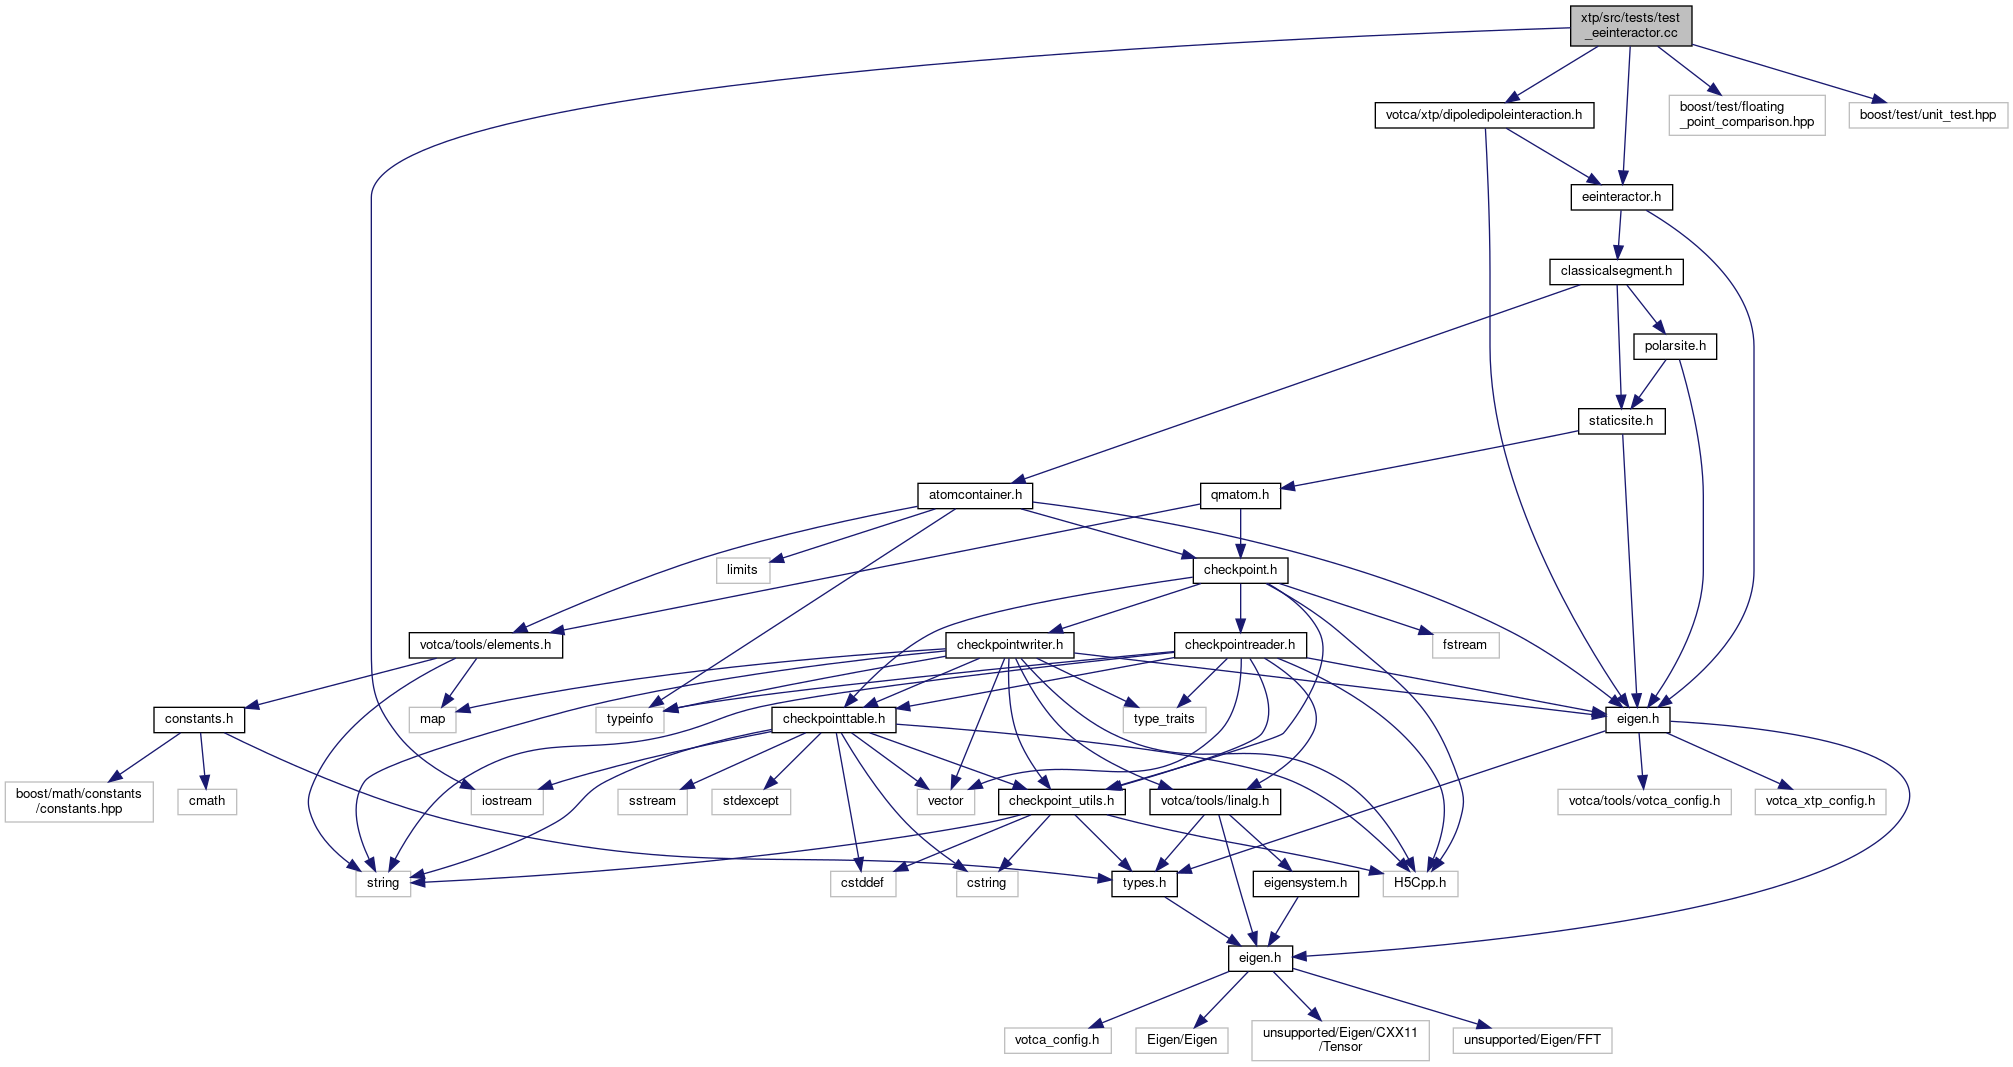 xtp/src/tests/test
_eeinteractor.cc
votca/xtp/dipoledipoleinteraction.h
boost/test/floating
_point_comparison.hpp
boost/test/unit_test.hpp
eeinteractor.h
classicalsegment.h
polarsite.h
staticsite.h
atomcontainer.h
qmatom.h
limits
checkpoint.h
votca/tools/elements.h
checkpointwriter.h
checkpointreader.h
fstream
constants.h
map
typeinfo
checkpointtable.h
type_traits
eigen.h
boost/math/constants
/constants.hpp
cmath
iostream
sstream
stdexcept
vector
checkpoint_utils.h
votca/tools/linalg.h
votca/tools/votca_config.h
votca_xtp_config.h
string
cstddef
cstring
types.h
eigensystem.h
H5Cpp.h
eigen.h
votca_config.h
Eigen/Eigen
unsupported/Eigen/CXX11
/Tensor
unsupported/Eigen/FFT